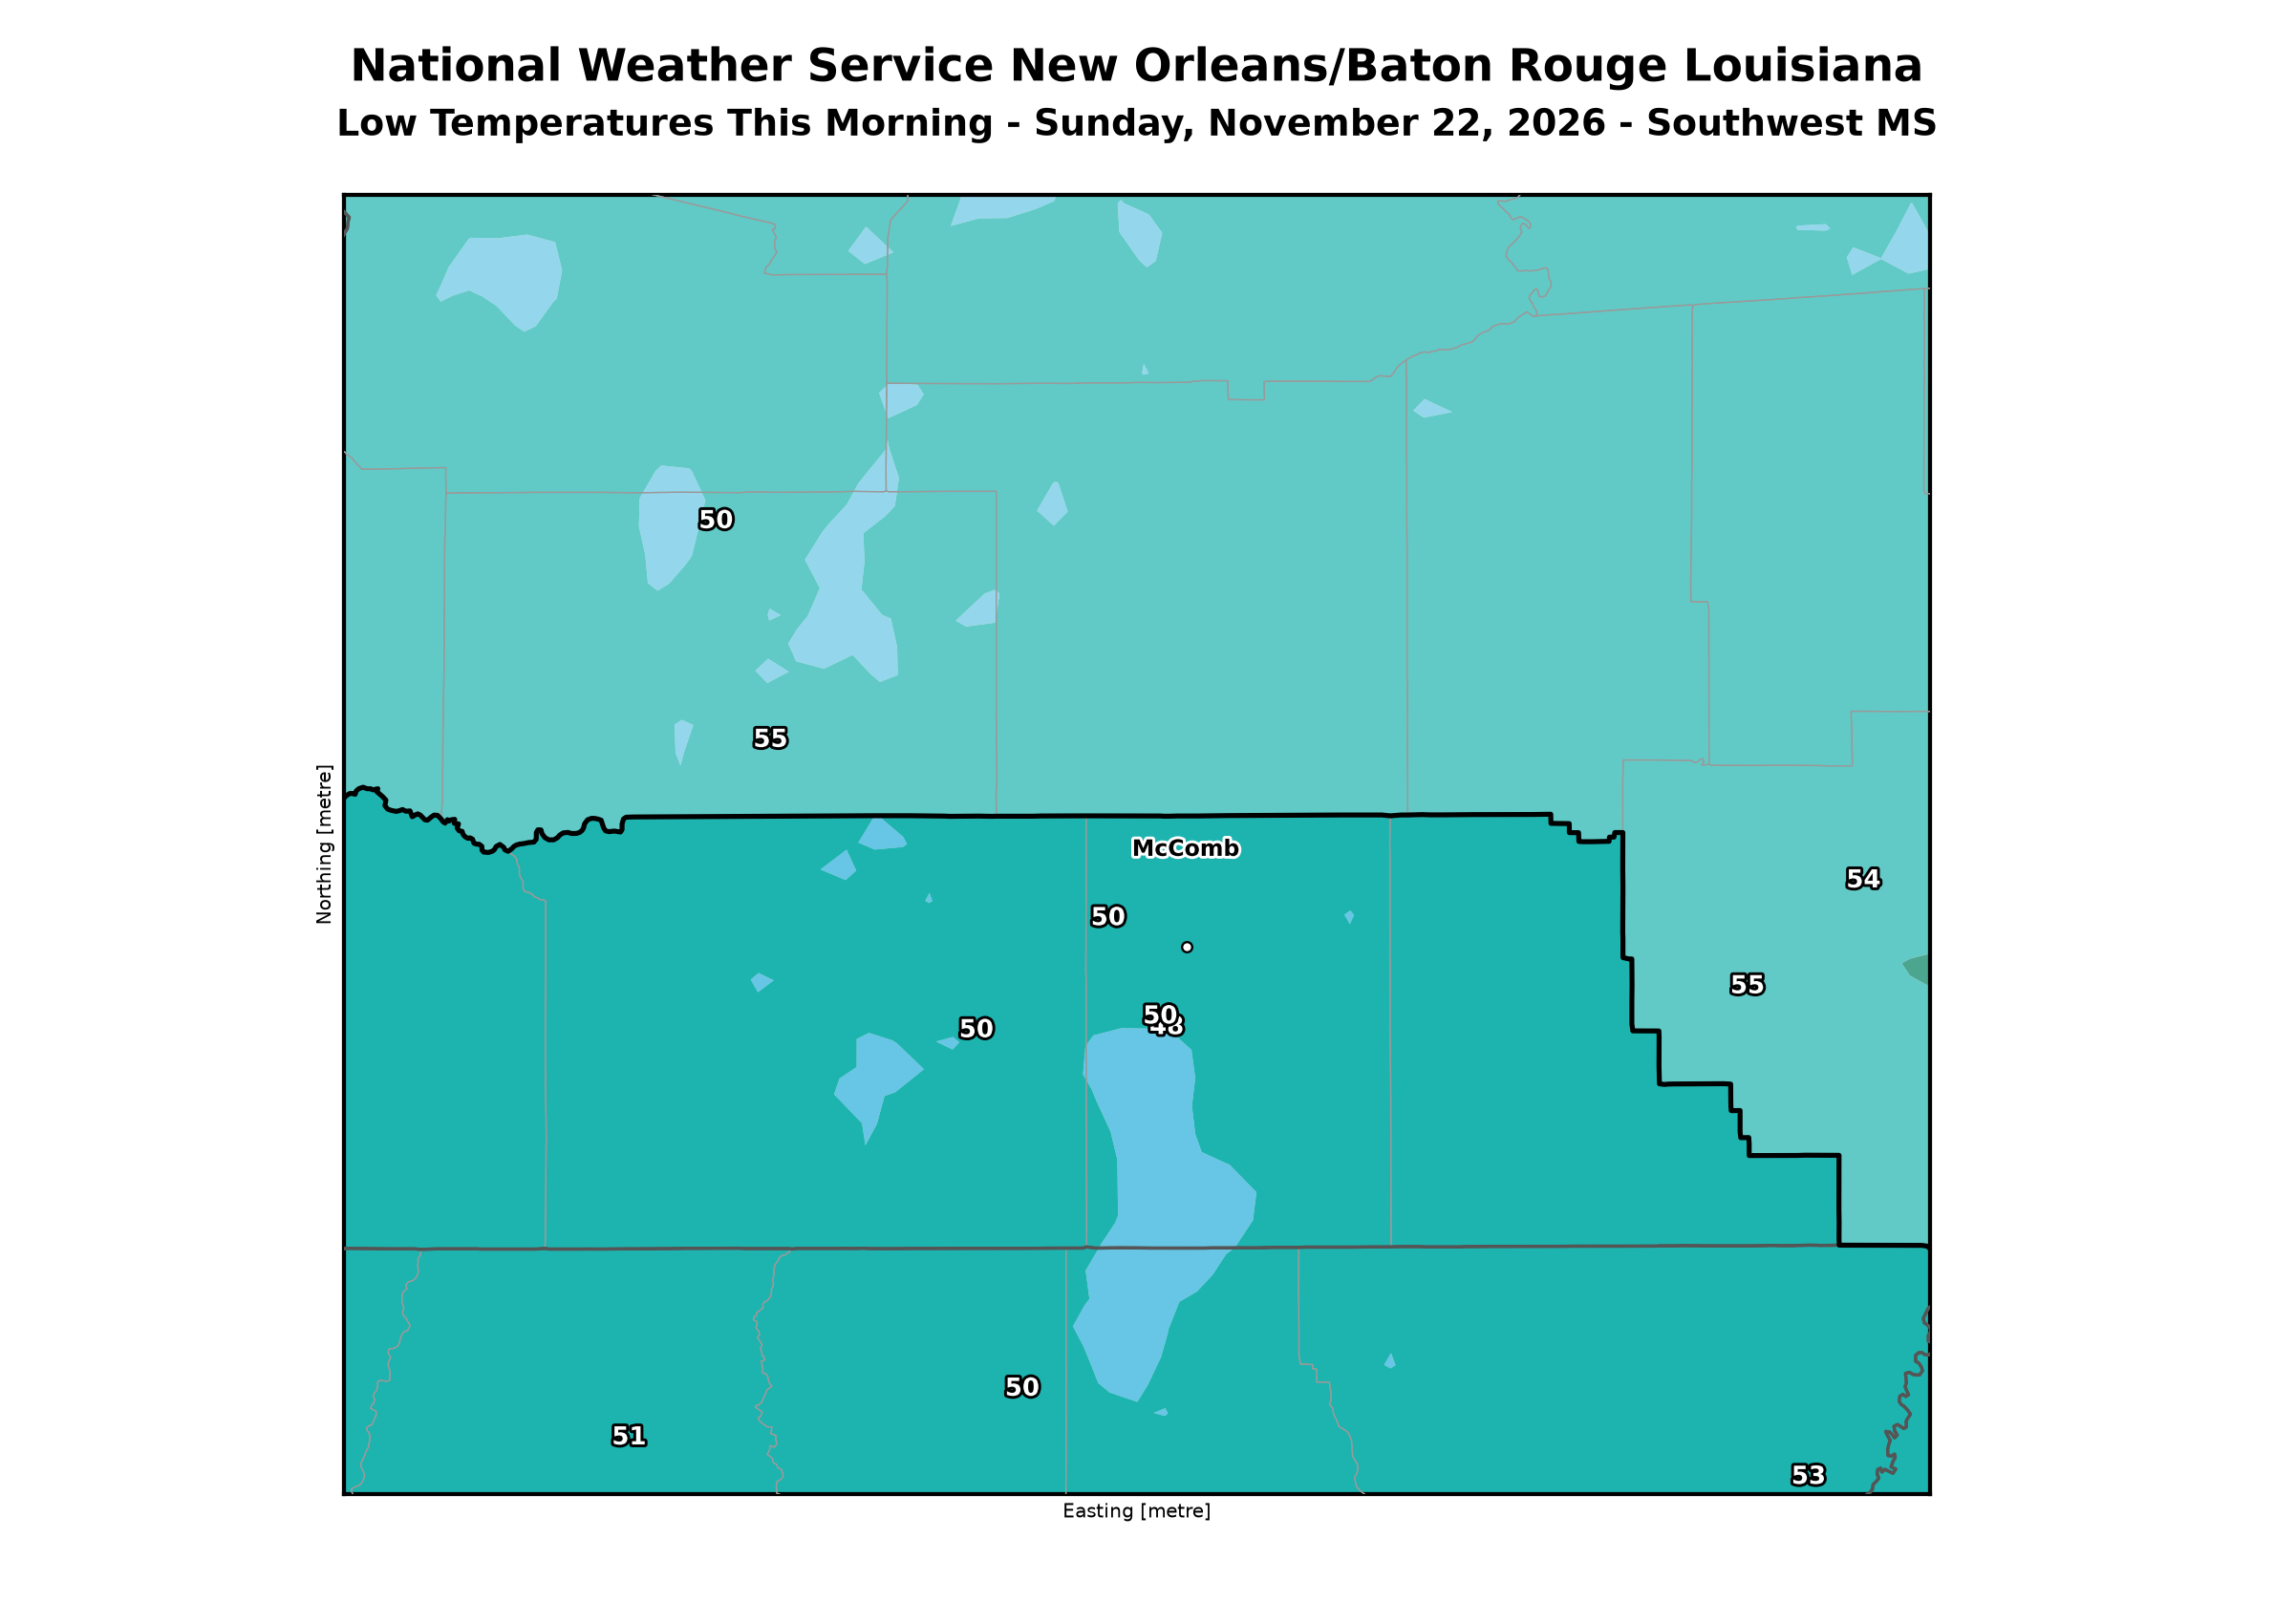 National Weather Service New Orleans/Baton Rouge Louisiana
Low Temperatures This Morning - Sunday, November 22, 2026 - Southwest MS
50
55
McComb
54
50
55
50
48
50
50
51
53
Northing [metre]
Easting [metre]